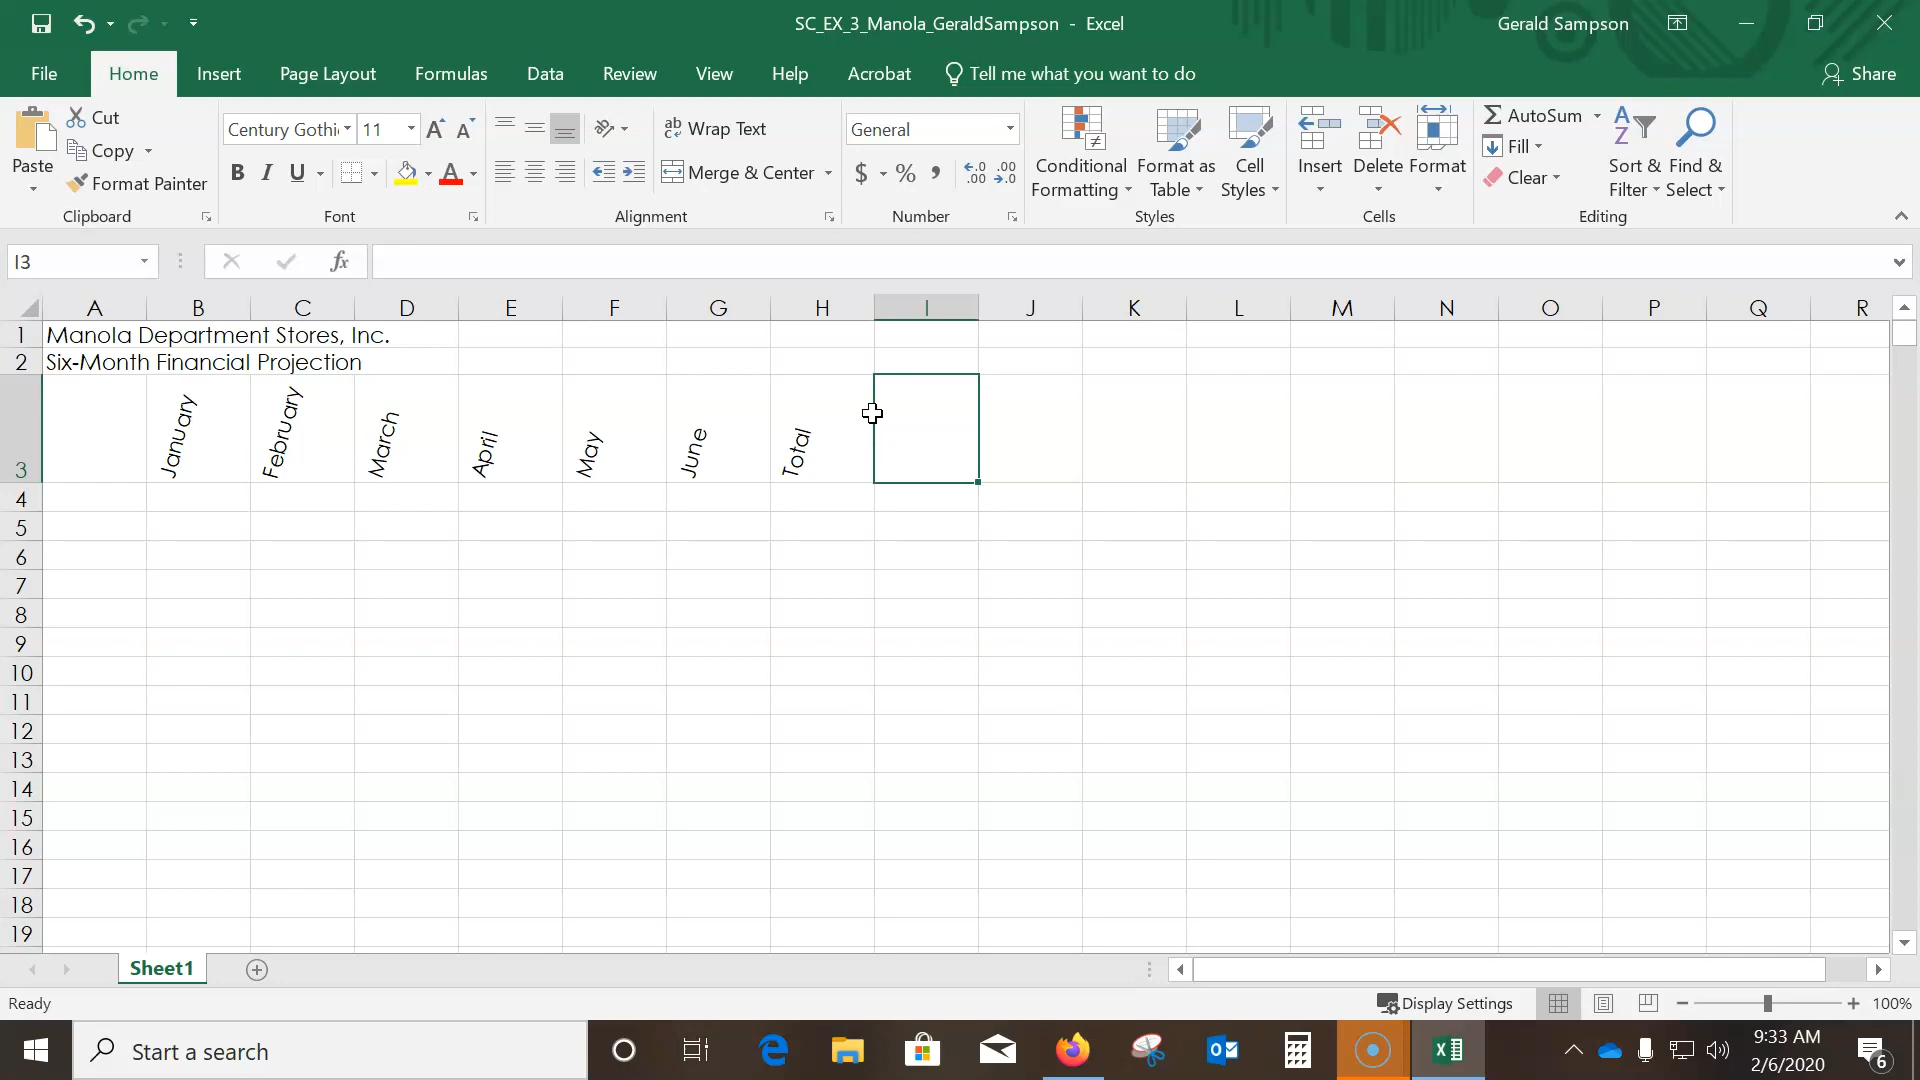 SC_EX_3_Manola_GeraldSampson - Excel
Gerald Sampson
File Home Insert Page Layout Formulas Data Review View Help Acrobat Tell me what you want to do Share
Paste
Cut
Copy
Format Painter
Clipboard
Century Gothi 11
B I U A
Font
Wrap Text
Merge & Center
Alignment
General
$ % ,
Number
Conditional Formatting
Format as Table
Cell Styles
Styles
Insert Delete Format
Cells
AutoSum
Fill
Clear
Sort & Filter
Find & Select
Editing
I3 fx
A B C D E F G H I J K L M N O P Q R
1 Manola Department Stores, Inc.
2 Six-Month Financial Projection
3 January February March April May June Total
4
5
6
7
8
9
10
11
12
13
14
15
16
17
18
19
Sheet1
Ready Display Settings 100%
Start a search
9:33 AM
2/6/2020
6